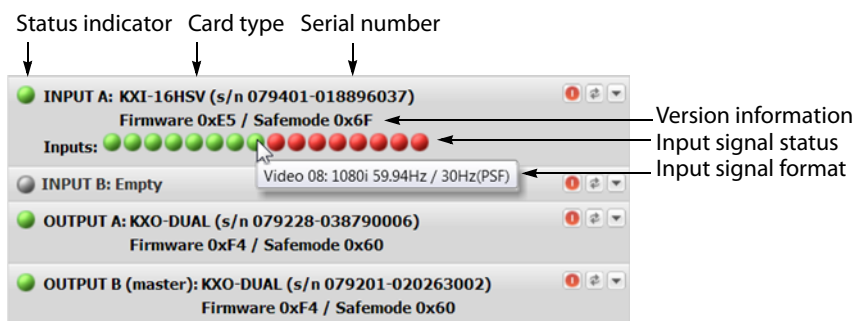 Status indicator Card type Serial number
INPUT A: KXI-16HSV (s/n 079401-018896037)
Firmware 0xE5 / Safemode 0x6F
Version information
Inputs:
Input signal status
Video 08: 1080i 59.94Hz / 30Hz(PSF)
Input signal format
INPUT B: Empty
OUTPUT A: KXO-DUAL (s/n 079228-038790006)
Firmware 0xF4 / Safemode 0x60
OUTPUT B (master): KXO-DUAL (s/n 079201-020263002)
Firmware 0xF4 / Safemode 0x60